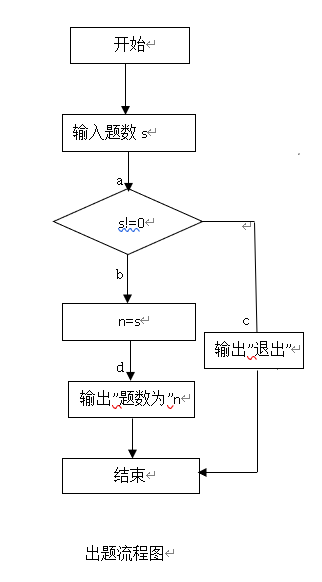 开始
输入题数 s
a
s!=0
b
c
n=s
输出”退出”
d
输出”题数为”n
结束
出题流程图